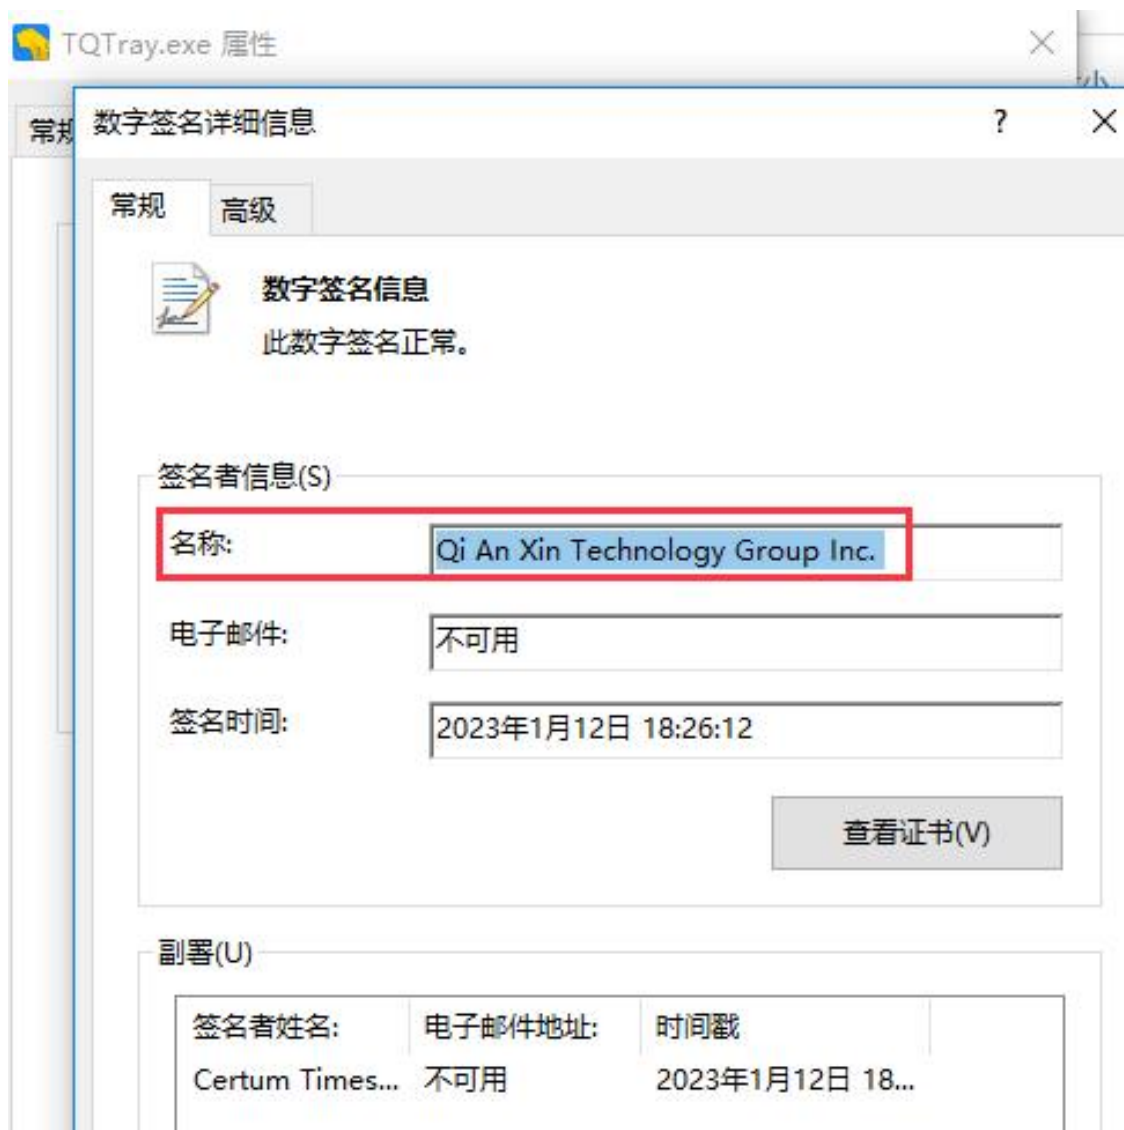 TQTray.exe 属性
小
常规
数字签名详细信息
常规
高级
数字签名信息
此数字签名正常。
签名者信息(S)
名称:
Qi An Xin Technology Group Inc.
电子邮件:
不可用
签名时间:
2023年1月12日 18:26:12
查看证书(V)
副署(U)
签名者姓名: 电子邮件地址: 时间戳
Certum Times... 不可用 2023年1月12日 18...